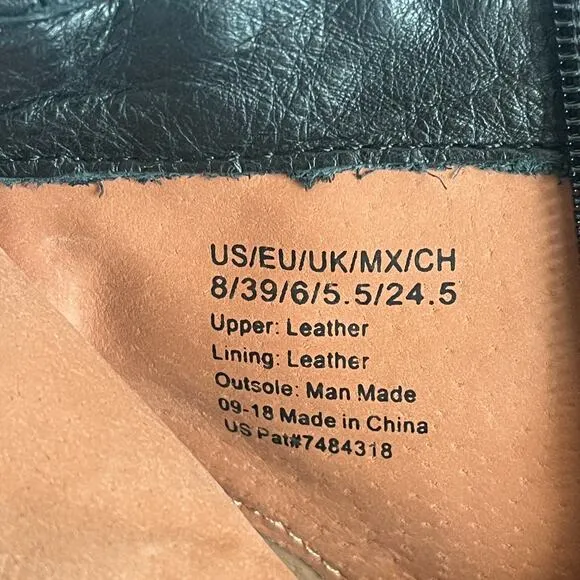 US/EU/UK/MX/CH
8/39/6/5.5/24.5
Upper: Leather
Lining: Leather
Outsole: Man Made
09-18 Made in China
US Pat#7484318